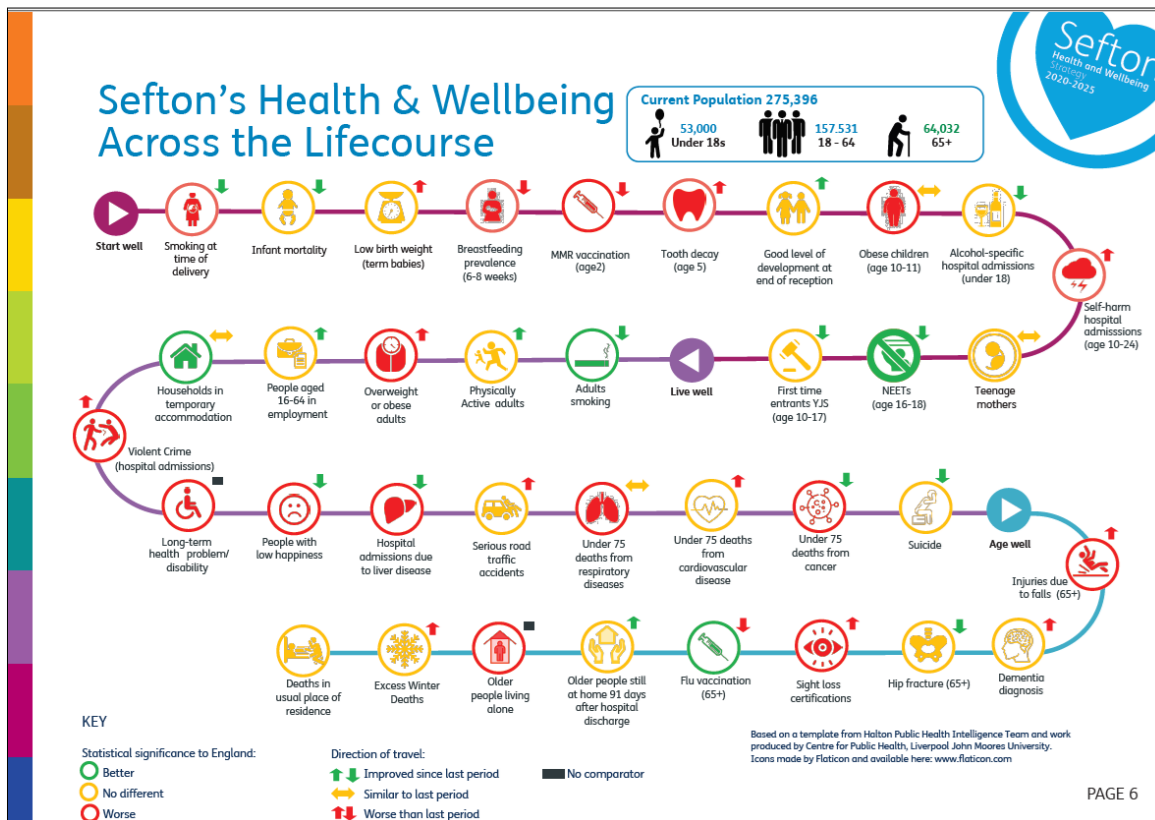 Sefton
Health and Wellbeing
Strategy
2020-2025
Sefton's Health & Wellbeing
Across the Lifecourse
Current Population 275,396
53,000
Under 18s
157.531
18 - 64
64,032
65+
Start well
Smoking at
time of
delivery
Infant mortality
Low birth weight
(term babies)
Breastfeeding
prevalence
(6-8 weeks)
MMR vaccination
(age2)
Tooth decay
(age 5)
Good level of
development at
end of reception
Obese children
(age 10-11)
Alcohol-specific
hospital admissions
(under 18)
Self-harm
hospital
admisssions
(age 10-24)
Households in
temporary
accommodation
People aged
16-64 in
employment
Overweight
or obese
adults
Physically
Active adults
Adults
smoking
Live well
First time
entrants YJS
(age 10-17)
NEETs
(age 16-18)
Teenage
mothers
Violent Crime
(hospital admissions)
Long-term
health problem/
disability
People with
low happiness
Hospital
admissions due
to liver disease
Serious road
traffic
accidents
Under 75
deaths from
respiratory
diseases
Under 75 deaths
from
cardiovascular
disease
Under 75
deaths from
cancer
Suicide
Age well
Injuries due
to falls (65+)
Deaths in
usual place of
residence
Excess Winter
Deaths
Older
people living
alone
Older people still
at home 91 days
after hospital
discharge
Flu vaccination
(65+)
Sight loss
certifications
Hip fracture (65+)
Dementia
diagnosis
KEY
Statistical significance to England:
Better
No different
Worse
Direction of travel:
Improved since last period
Similar to last period
Worse than last period
No comparator
Based on a template from Halton Public Health Intelligence Team and work
produced by Centre for Public Health, Liverpool John Moores University.
Icons made by Flaticon and available here: www.flaticon.com
PAGE 6